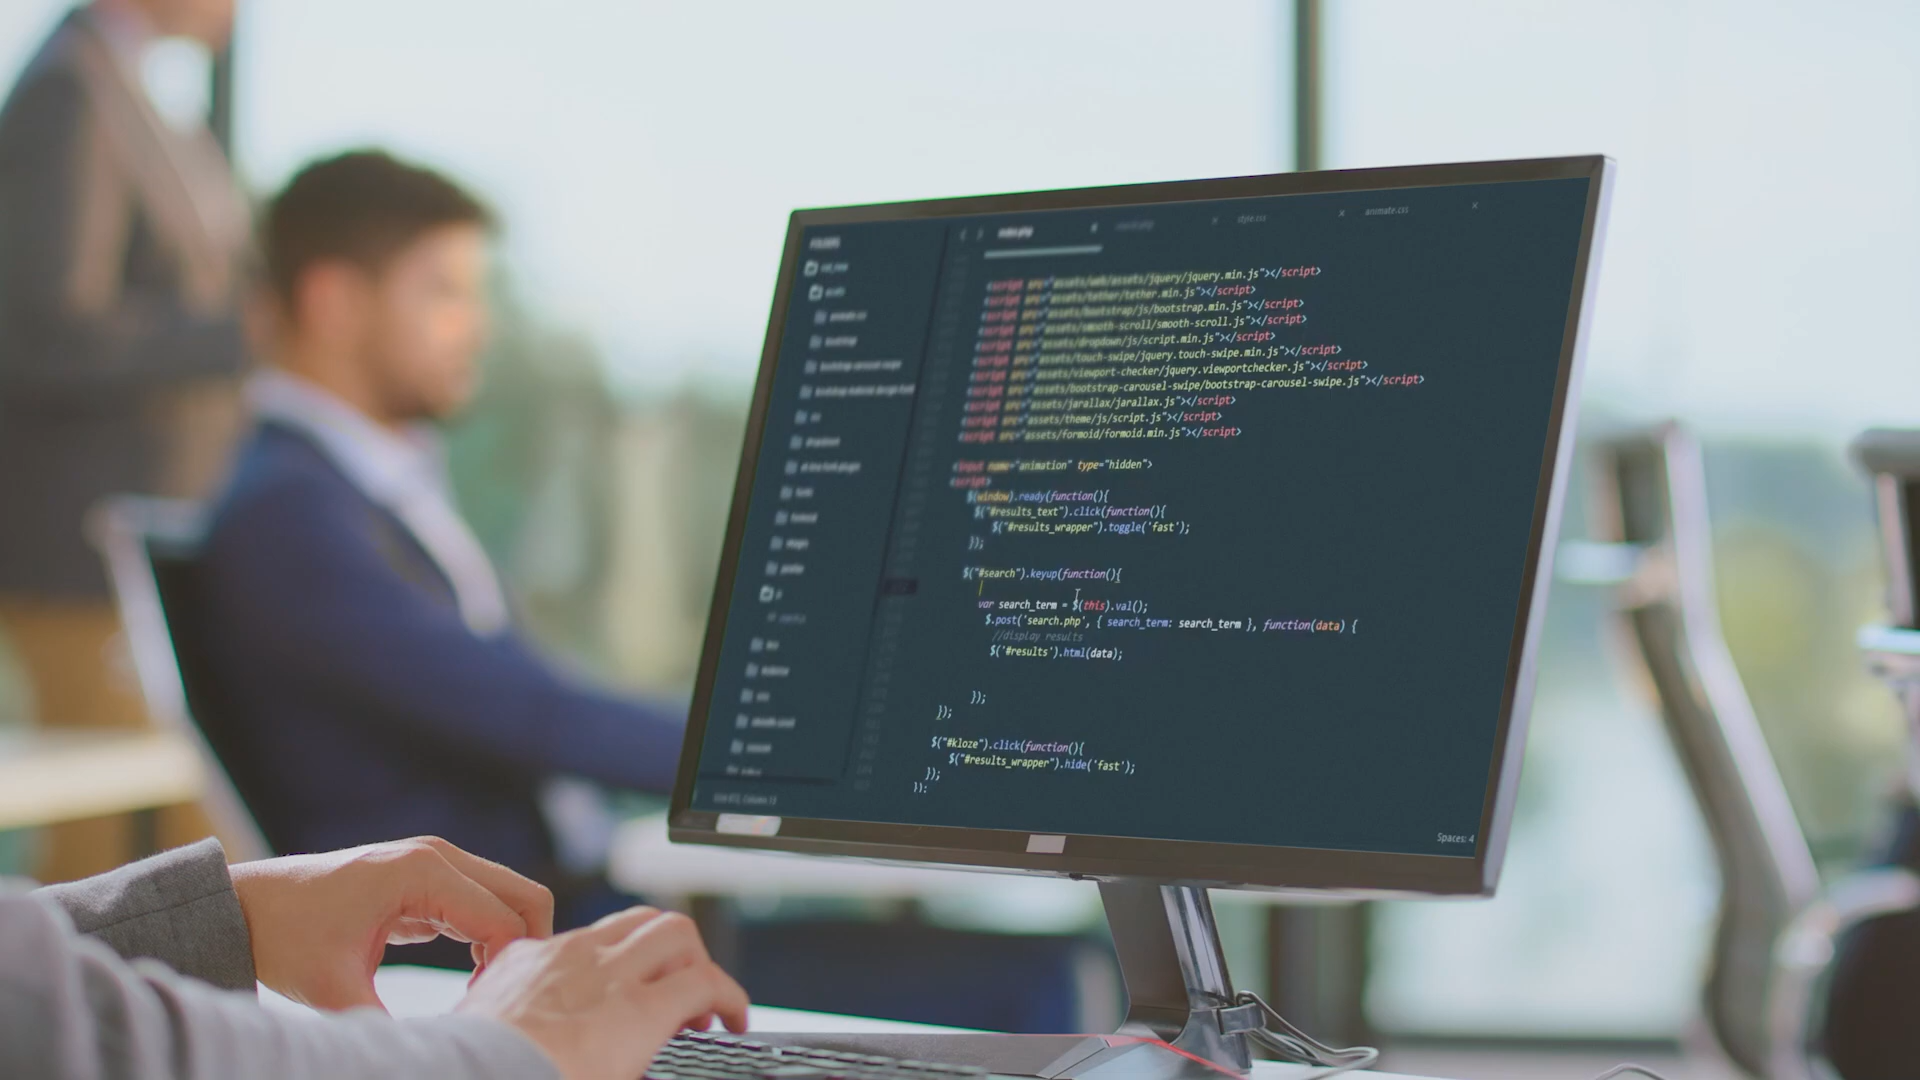 FOLDERS
index.php
style.css
animate.css
<script src="assets/web/assets/jquery/jquery.min.js"></script>
<script src="assets/tether/tether.min.js"></script>
<script src="assets/bootstrap/js/bootstrap.min.js"></script>
<script src="assets/smooth-scroll/smooth-scroll.js"></script>
<script src="assets/dropdown/js/script.min.js"></script>
<script src="assets/touch-swipe/jquery.touch-swipe.min.js"></script>
<script src="assets/viewport-checker/jquery.viewportchecker.js"></script>
<script src="assets/bootstrap-carousel-swipe/bootstrap-carousel-swipe.js"></script>
<script src="assets/jarallax/jarallax.js"></script>
<script src="assets/theme/js/script.js"></script>
<script src="assets/formoid/formoid.min.js"></script>
<input name="animation" type="hidden">
<script>
$(window).ready(function(){
$("#results_text").click(function(){
$("#results_wrapper").toggle('fast');
});
$("#search").keyup(function(){
var search_term = $(this).val();
$.post('search.php', { search_term: search_term }, function(data) {
//display results
$('#results').html(data);
});
});
$("#kloze").click(function(){
$("#results_wrapper").hide('fast');
});
});
Spaces: 4